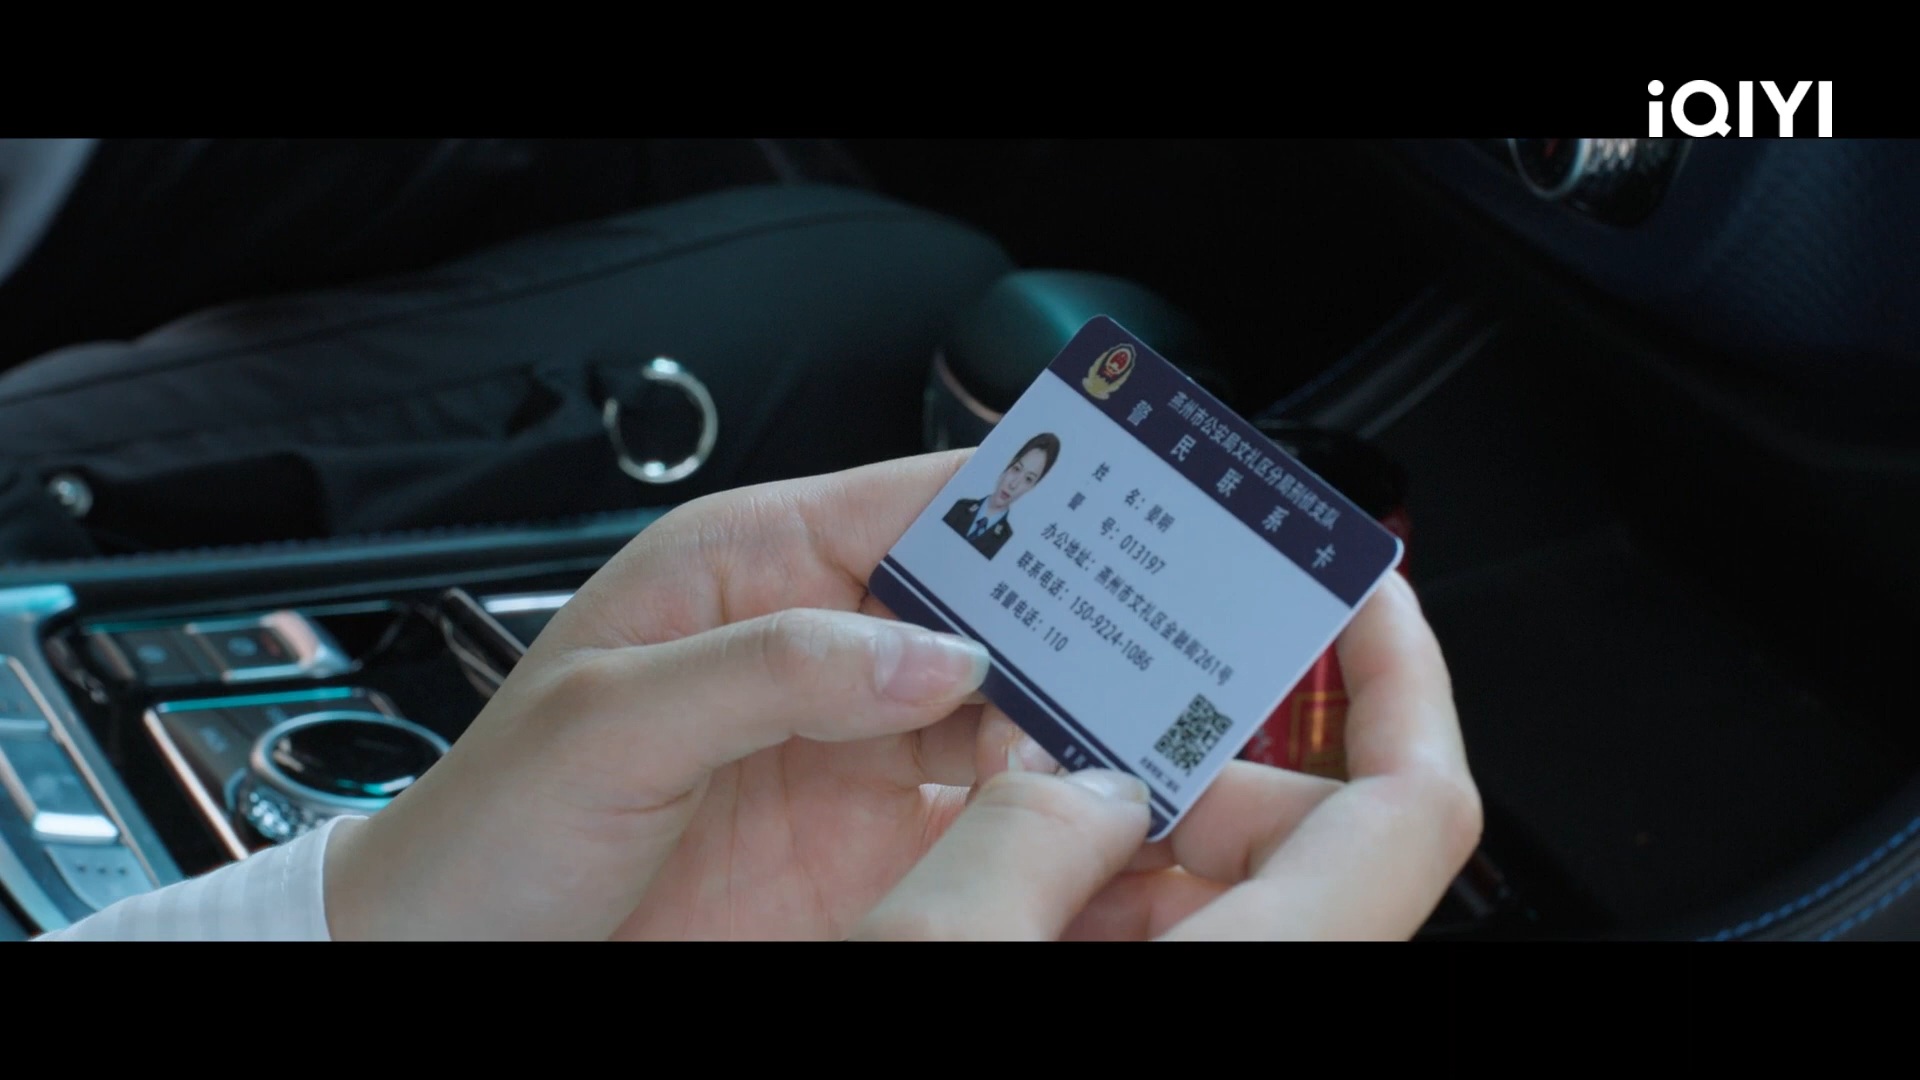 iQIYI
燕州市公安局文礼区分局刑侦支队
警民联系卡
姓 名：晏明
警 号：013197
办公地址：燕州市文礼区金融街261号
联系电话：150-9224-1086
报警电话：110